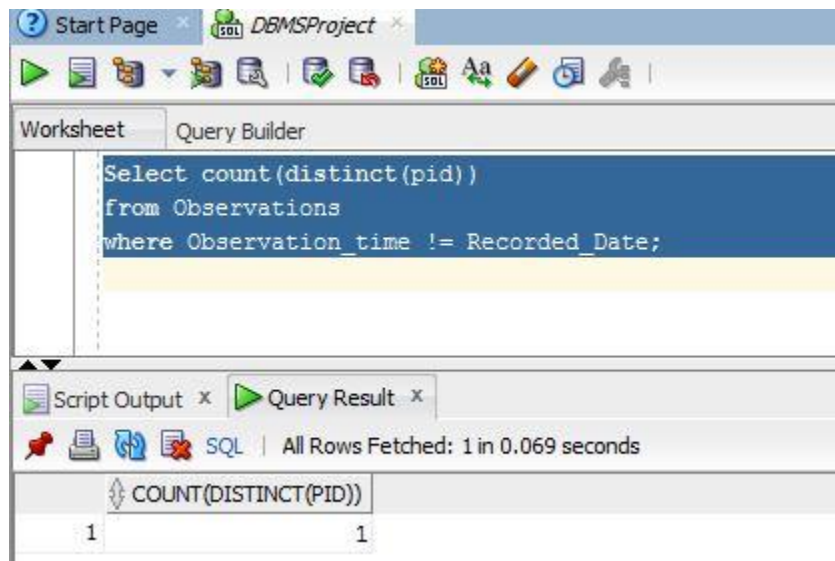 Start Page
DBMSProject
Worksheet
Query Builder
Select count(distinct(pid))
from Observations
where Observation_time != Recorded_Date;
Script Output x
Query Result x
SQL | All Rows Fetched: 1 in 0.069 seconds
COUNT(DISTINCT(PID))
1 1